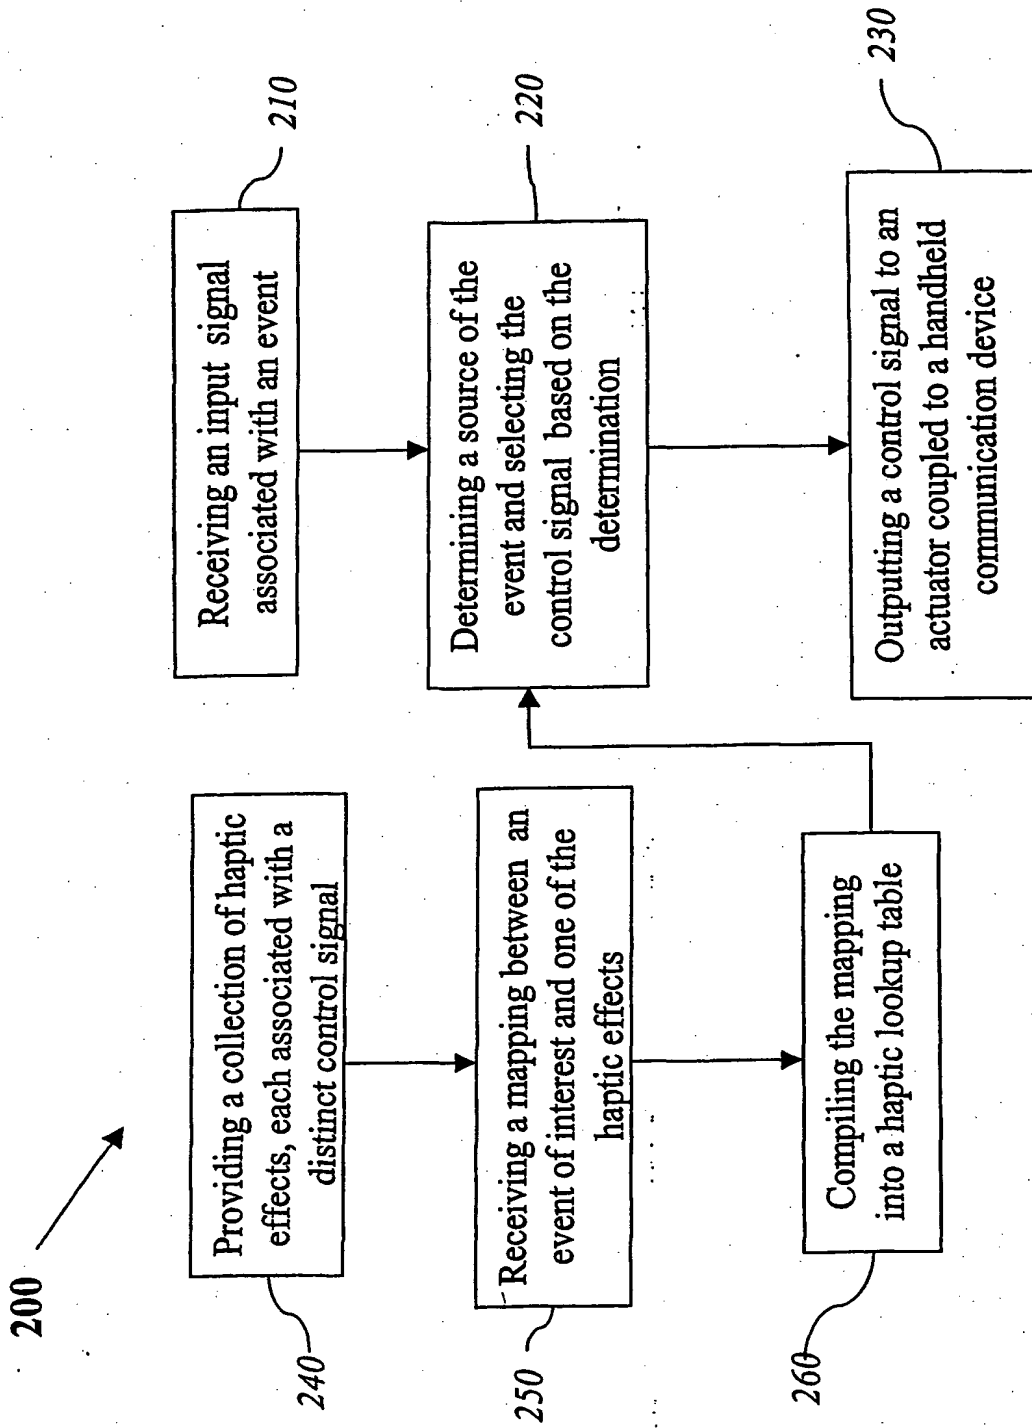 200
Providing a collection of haptic
effects, each associated with a
distinct control signal
240
Receiving a mapping between an
event of interest and one of the
haptic effects
250
Compiling the mapping
into a haptic lookup table
260
Receiving an input signal
associated with an event
210
Determining a source of the
event and selecting the
control signal based on the
determination
220
Outputting a control signal to an
actuator coupled to a handheld
communication device
230